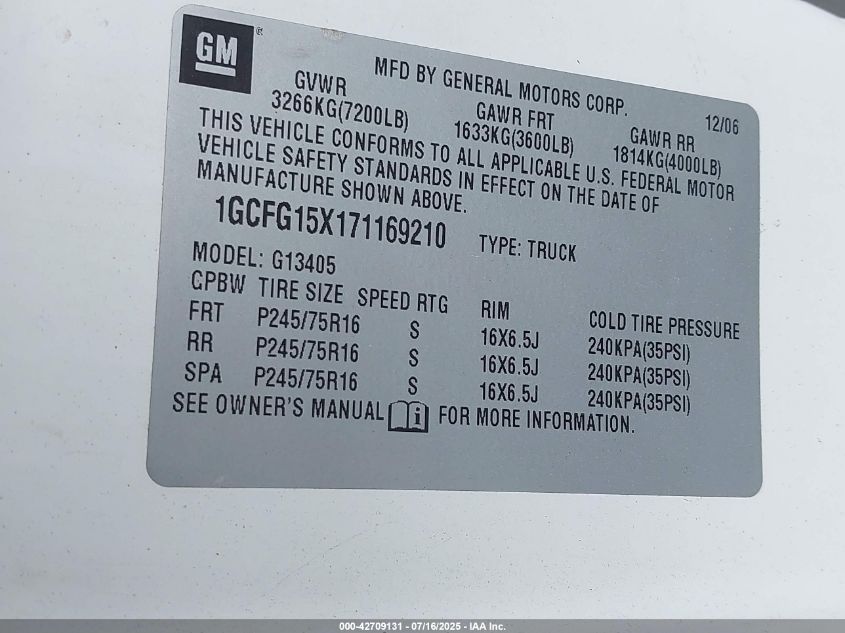 GM ®
MFD BY GENERAL MOTORS CORP. 12/06
GVWR GAWR FRT GAWR RR
3266KG(7200LB) 1633KG(3600LB) 1814KG(4000LB)
THIS VEHICLE CONFORMS TO ALL APPLICABLE U.S. FEDERAL MOTOR
VEHICLE SAFETY STANDARDS IN EFFECT ON THE DATE OF
MANUFACTURE SHOWN ABOVE.
1GCFG15X171169210 TYPE: TRUCK
MODEL: G13405
GPBW TIRE SIZE SPEED RTG RIM COLD TIRE PRESSURE
FRT P245/75R16 S 16X6.5J 240KPA(35PSI)
RR P245/75R16 S 16X6.5J 240KPA(35PSI)
SPA P245/75R16 S 16X6.5J 240KPA(35PSI)
SEE OWNER'S MANUAL i FOR MORE INFORMATION.
000-42709131 - 07/16/2025 - IAA Inc.